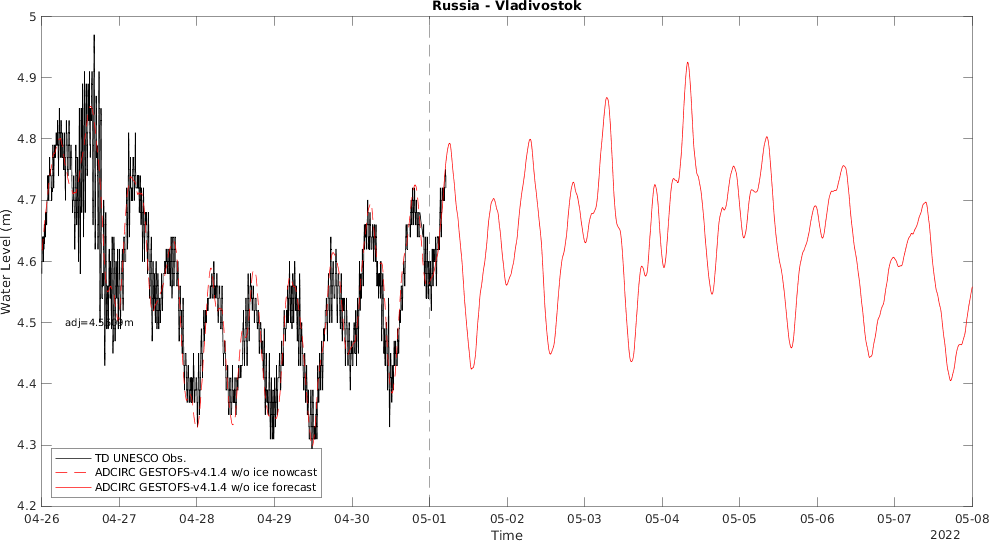 Russia - Vladivostok
5
4.9
4.8
4.7
4.6
4.5
4.4
4.3
4.2
Water Level (m)
TD UNESCO Obs.
ADCIRC GESTOFS-v4.1.4 w/o ice nowcast
ADCIRC GESTOFS-v4.1.4 w/o ice forecast
04-26 04-27 04-28 04-29 04-30 05-01 05-02 05-03 05-04 05-05 05-06 05-07 05-08
Time
2022